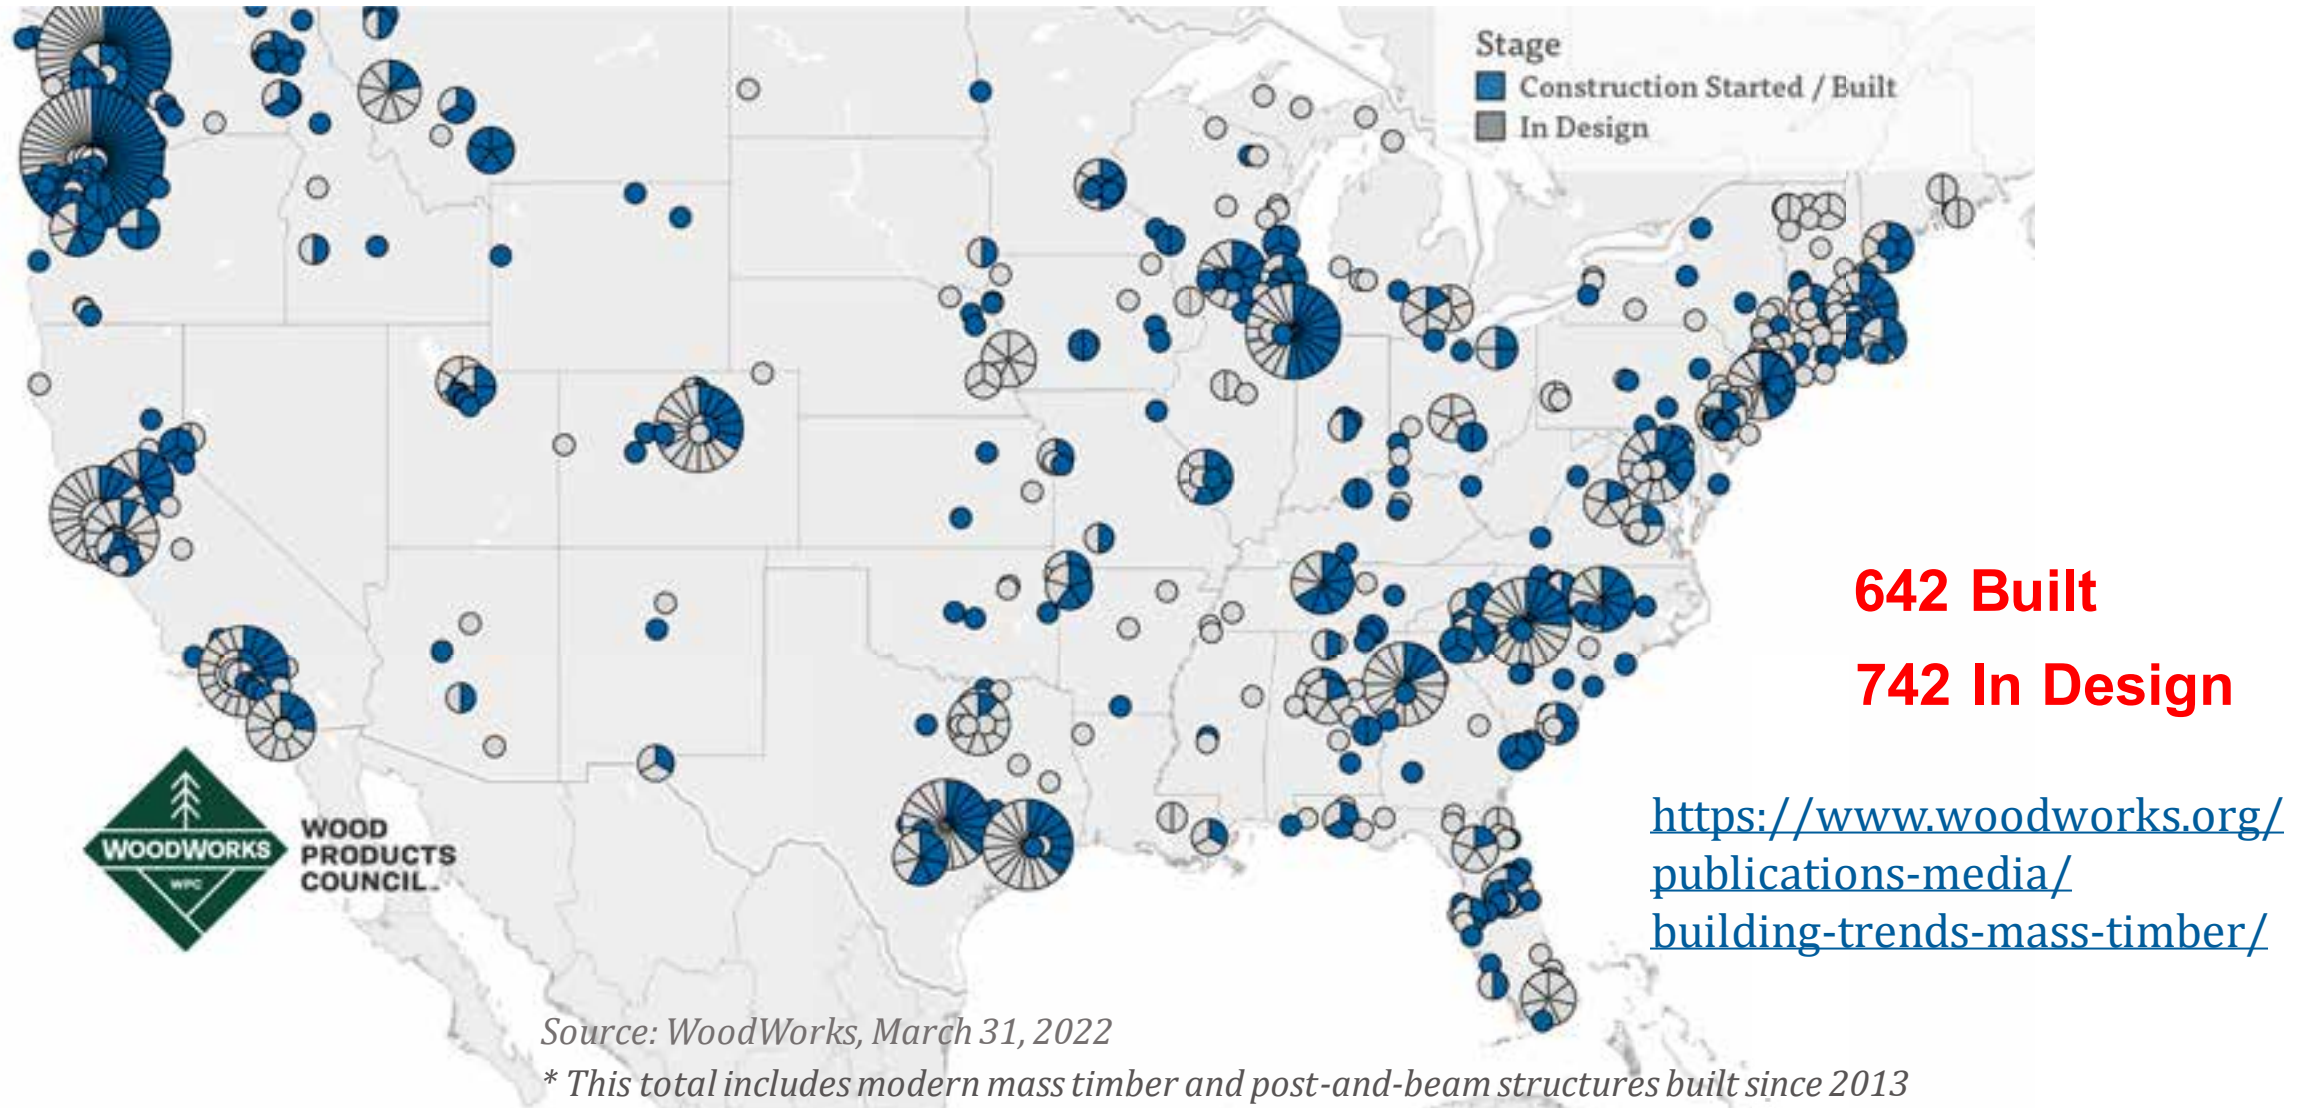 Stage
Construction Started / Built
In Design
642 Built
742 In Design
https://www.woodworks.org/
publications-media/
building-trends-mass-timber/
WOODWORKS
WPC
WOOD
PRODUCTS
COUNCIL
Source: WoodWorks, March 31, 2022
* This total includes modern mass timber and post-and-beam structures built since 2013